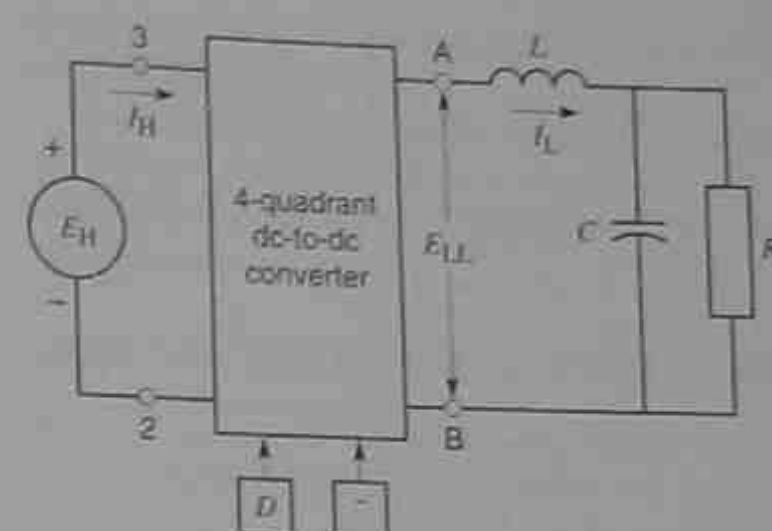 3
A
L
I_H
I_L
+
E_H
4-quadrant
dc-to-dc
converter
E_LL
C
−
2
B
D